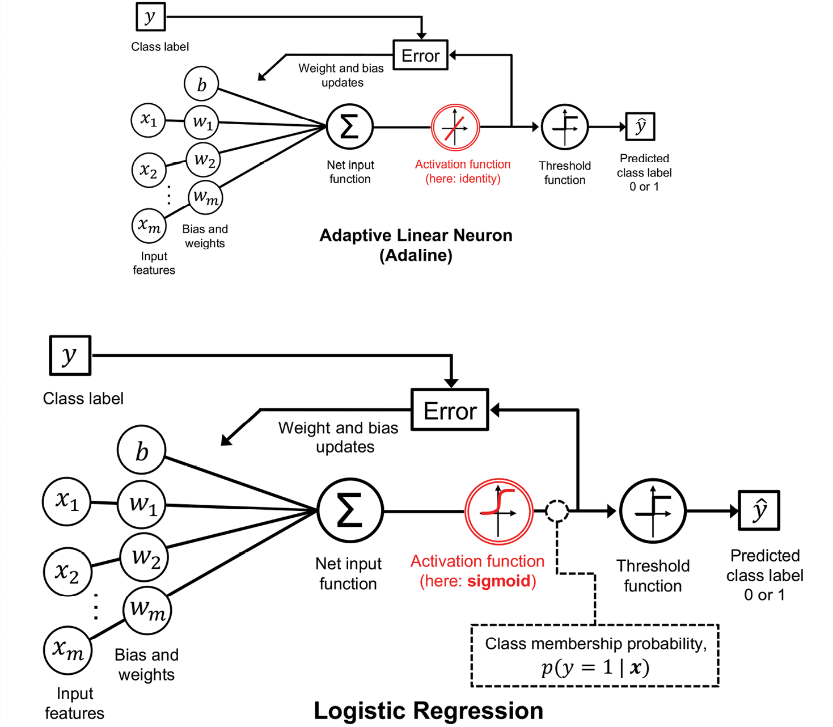 y
Class label
Error
Weight and bias
updates
b
x₁
w₁
x₂
w₂
⋮
xₘ
wₘ
Bias and
weights
Input
features
Σ
Net input
function
Activation function
(here: identity)
Threshold
function
ŷ
Predicted
class label
0 or 1
Adaptive Linear Neuron
(Adaline)
y
Class label
Error
Weight and bias
updates
b
x₁
w₁
x₂
w₂
⋮
xₘ
wₘ
Bias and
weights
Input
features
Σ
Net input
function
Activation function
(here: sigmoid)
Threshold
function
ŷ
Predicted
class label
0 or 1
Class membership probability,
p(y = 1 | x)
Logistic Regression